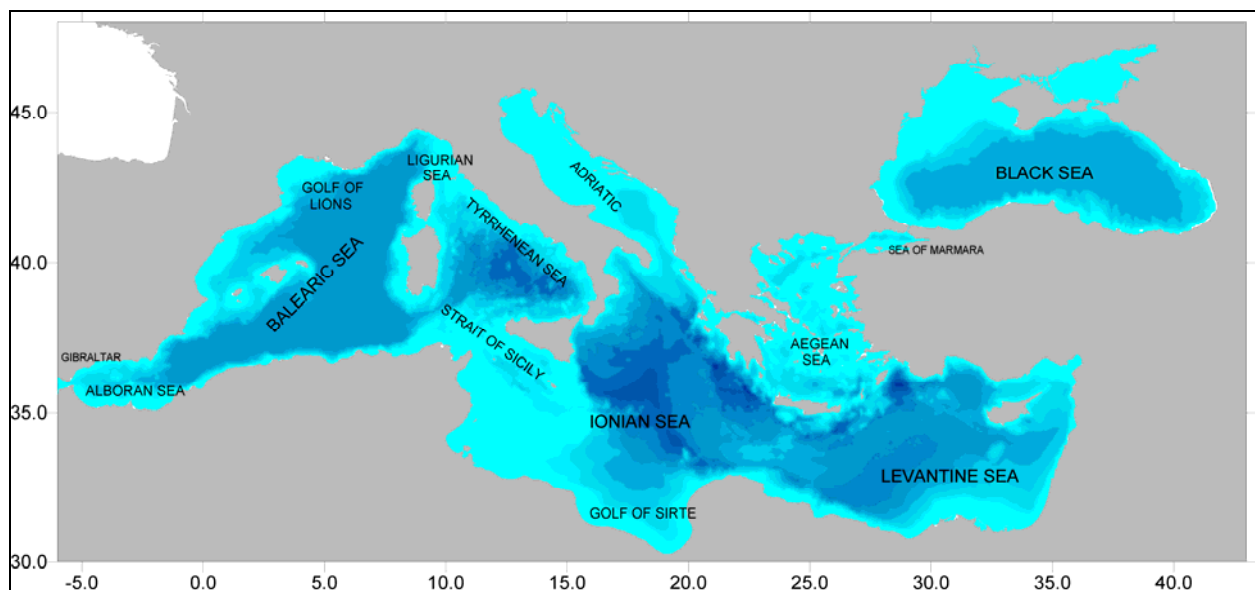 45.0
40.0
35.0
30.0
-5.0 0.0 5.0 10.0 15.0 20.0 25.0 30.0 35.0 40.0
LIGURIAN
SEA
GOLF OF
LIONS
ADRIATIC
BLACK SEA
TYRRHENEAN SEA
SEA OF MARMARA
BALEARIC SEA
STRAIT OF SICILY
GIBRALTAR
ALBORAN SEA
AEGEAN
SEA
IONIAN SEA
LEVANTINE SEA
GOLF OF SIRTE